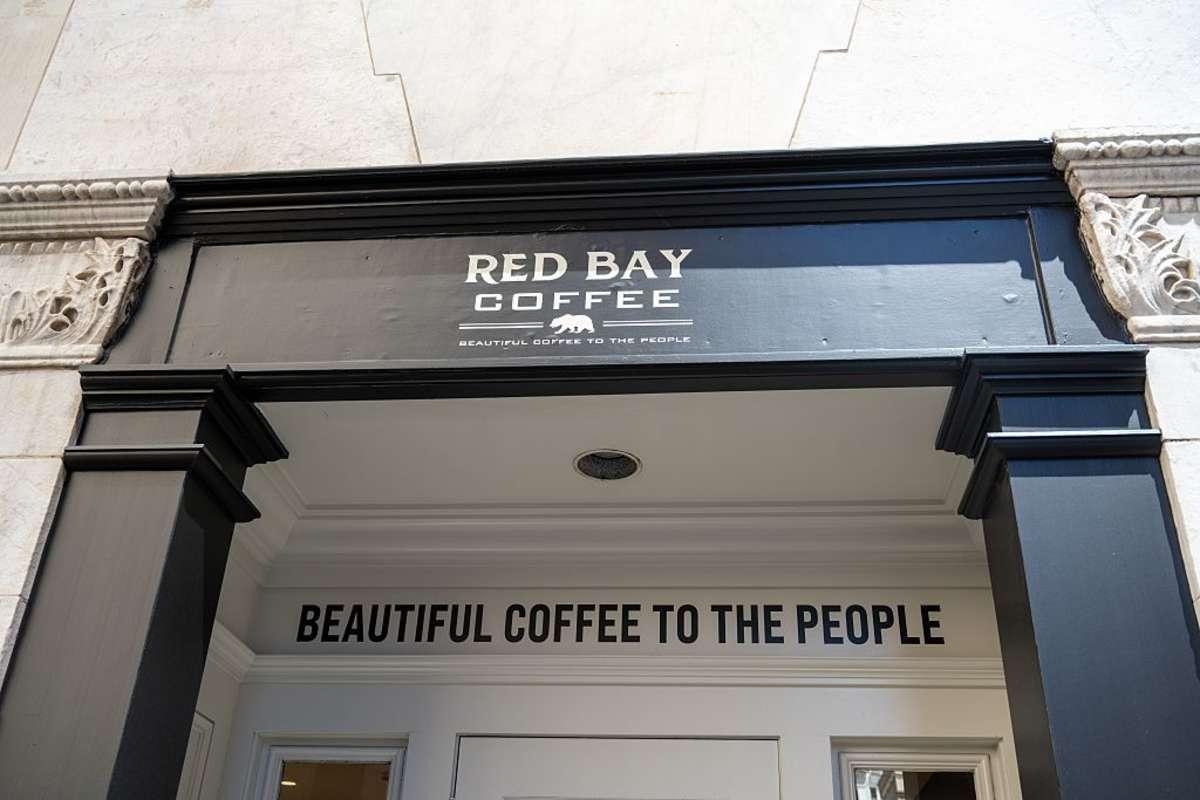 RED BAY
COFFEE
BEAUTIFUL COFFEE TO THE PEOPLE
BEAUTIFUL COFFEE TO THE PEOPLE